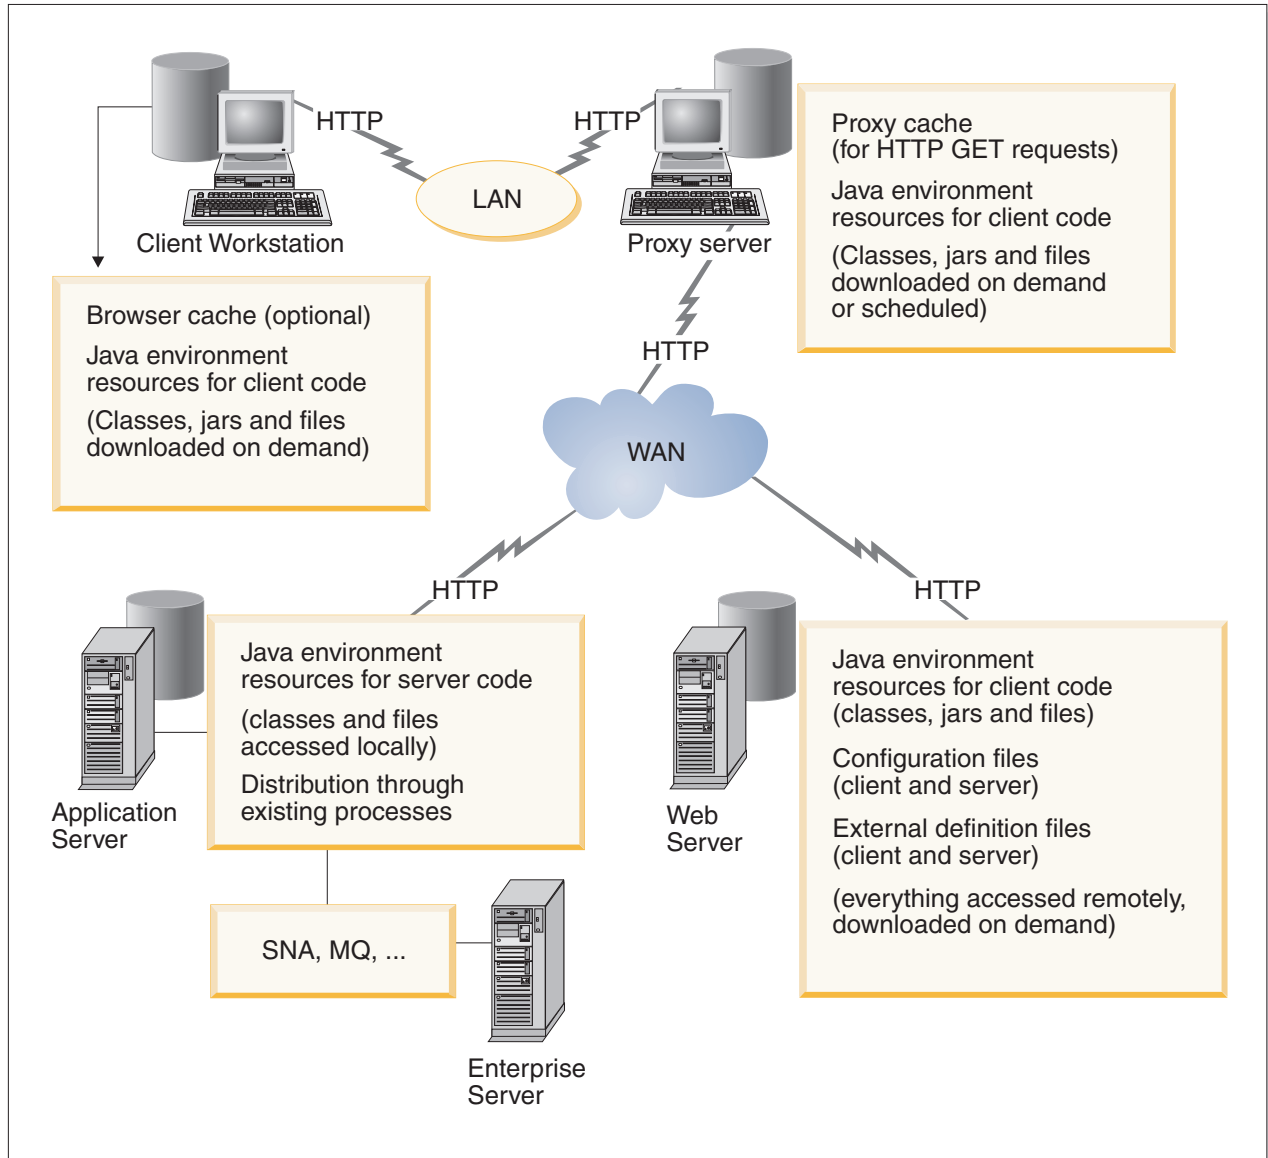 HTTP
HTTP
LAN
Client Workstation
Proxy server
Proxy cache
(for HTTP GET requests)
Java environment
resources for client code
(Classes, jars and files
downloaded on demand
or scheduled)
Browser cache (optional)
Java environment
resources for client code
(Classes, jars and files
downloaded on demand)
HTTP
WAN
HTTP
HTTP
Java environment
resources for server code
(classes and files
accessed locally)
Distribution through
existing processes
Application
Server
SNA, MQ, ...
Enterprise
Server
Web
Server
Java environment
resources for client code
(classes, jars and files)
Configuration files
(client and server)
External definition files
(client and server)
(everything accessed remotely,
downloaded on demand)